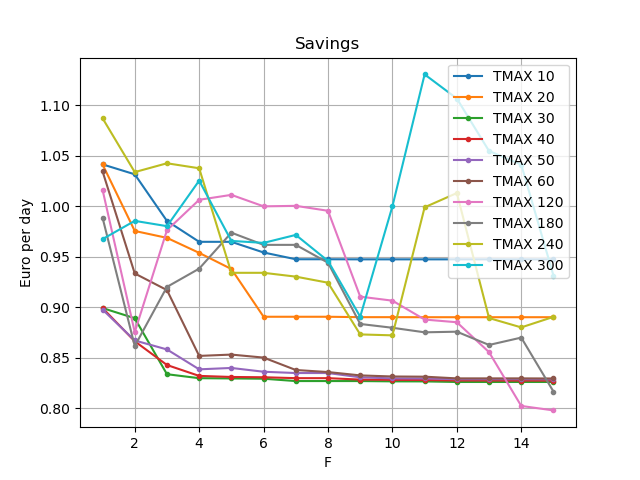 Savings
Euro per day
1.10
1.05
1.00
0.95
0.90
0.85
0.80
2 4 6 8 10 12 14
F
TMAX 10
TMAX 20
TMAX 30
TMAX 40
TMAX 50
TMAX 60
TMAX 120
TMAX 180
TMAX 240
TMAX 300